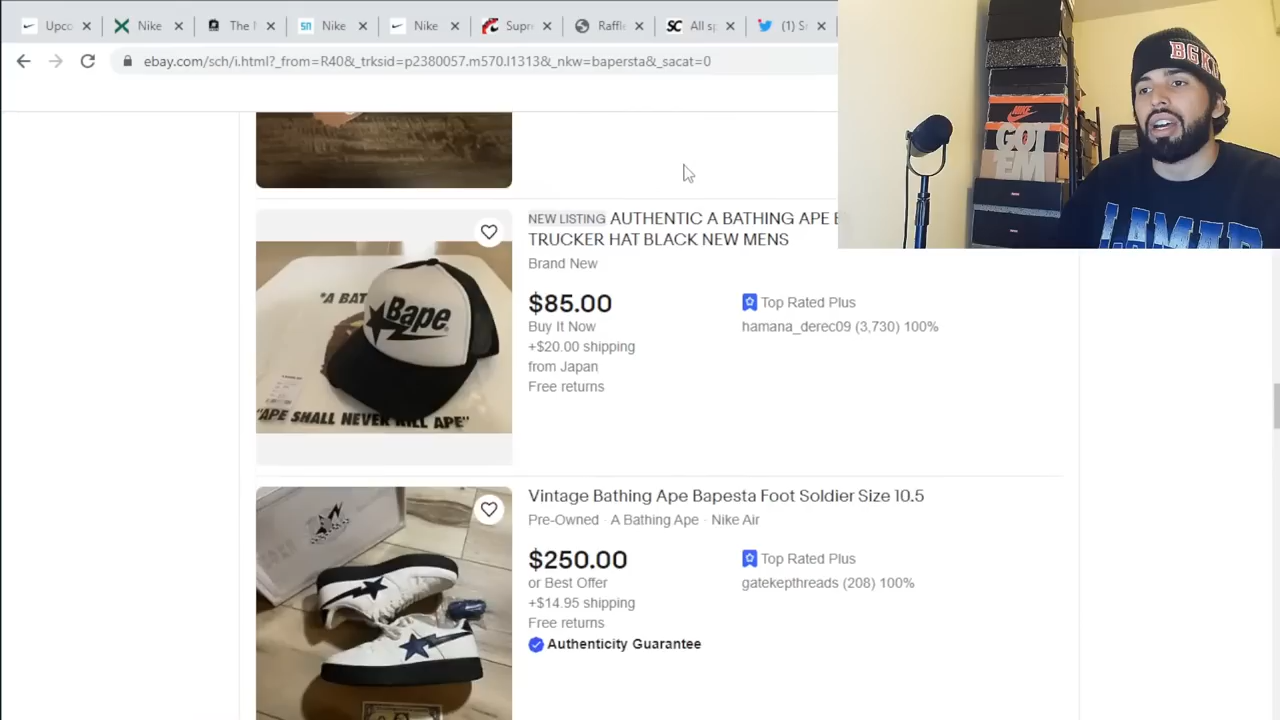 Upco
Nike
The
Nike
Nike
Supr
Raffle
SC
All sp
(1) S
ebay.com/sch/i.html?_from=R40&_trksid=p2380057.m570.l1313&_nkw=bapersta&_sacat=0
BGK
NIKE
GOT
'EM
LAMAR
NEW LISTING AUTHENTIC A BATHING APE
TRUCKER HAT BLACK NEW MENS
Brand New
$85.00
Buy It Now
+$20.00 shipping
from Japan
Free returns
Top Rated Plus
hamana_derec09 (3,730) 100%
"A BAT
Bape
"APE SHALL NEVER KILL APE"
Vintage Bathing Ape Bapesta Foot Soldier Size 10.5
Pre-Owned · A Bathing Ape · Nike Air
$250.00
or Best Offer
+$14.95 shipping
Free returns
Authenticity Guarantee
Top Rated Plus
gatekepthreads (208) 100%